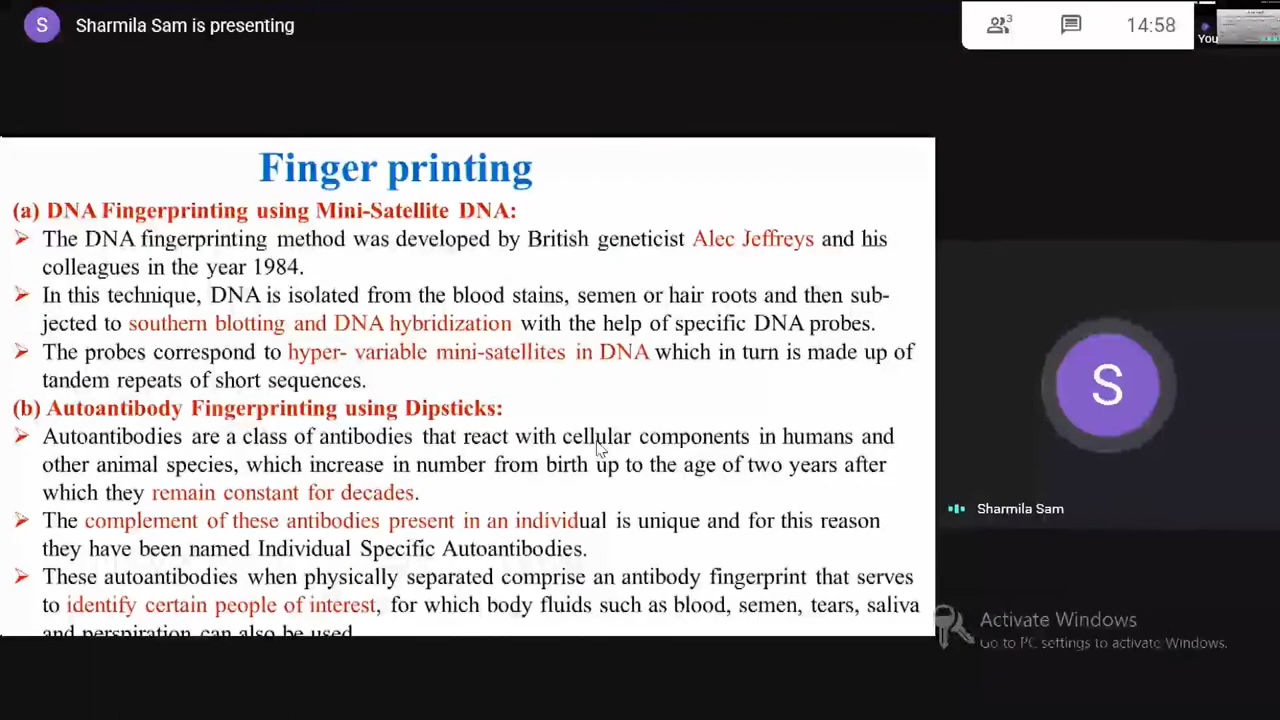 S
Sharmila Sam is presenting
3
14:58
You
Finger printing
(a) DNA Fingerprinting using Mini-Satellite DNA:
The DNA fingerprinting method was developed by British geneticist Alec Jeffreys and his
colleagues in the year 1984.
In this technique, DNA is isolated from the blood stains, semen or hair roots and then sub-
jected to southern blotting and DNA hybridization with the help of specific DNA probes.
The probes correspond to hyper- variable mini-satellites in DNA which in turn is made up of
tandem repeats of short sequences.
(b) Autoantibody Fingerprinting using Dipsticks:
Autoantibodies are a class of antibodies that react with cellular components in humans and
other animal species, which increase in number from birth up to the age of two years after
which they remain constant for decades.
The complement of these antibodies present in an individual is unique and for this reason
they have been named Individual Specific Autoantibodies.
These autoantibodies when physically separated comprise an antibody fingerprint that serves
to identify certain people of interest, for which body fluids such as blood, semen, tears, saliva
and perspiration can also be used
S
Sharmila Sam
Activate Windows
Go to PC settings to activate Windows.